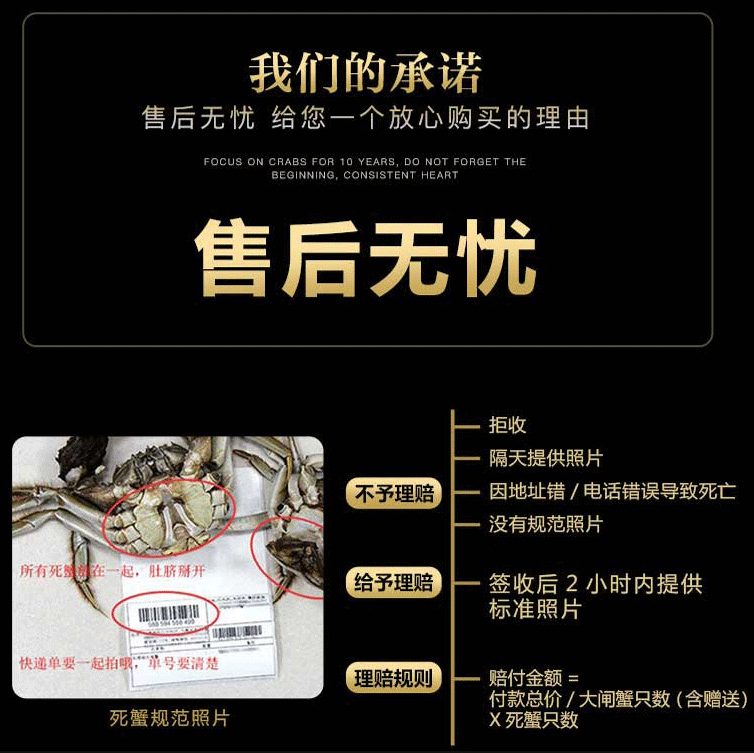 我们的承诺
售后无忧 给您一个放心购买的理由
FOCUS ON CRABS FOR 10 YEARS, DO NOT FORGET THE
BEGINNING, CONSISTENT HEART
售后无忧
所有死蟹放在一起，肚脐掰开
快递单要一起拍哦，单号要清楚
死蟹规范照片
不予理赔
拒收
隔天提供照片
因地址错 / 电话错误导致死亡
没有规范照片
给予理赔
签收后 2 小时内提供
标准照片
理赔规则
赔付金额 =
付款总价 / 大闸蟹只数 (含赠送)
X 死蟹只数